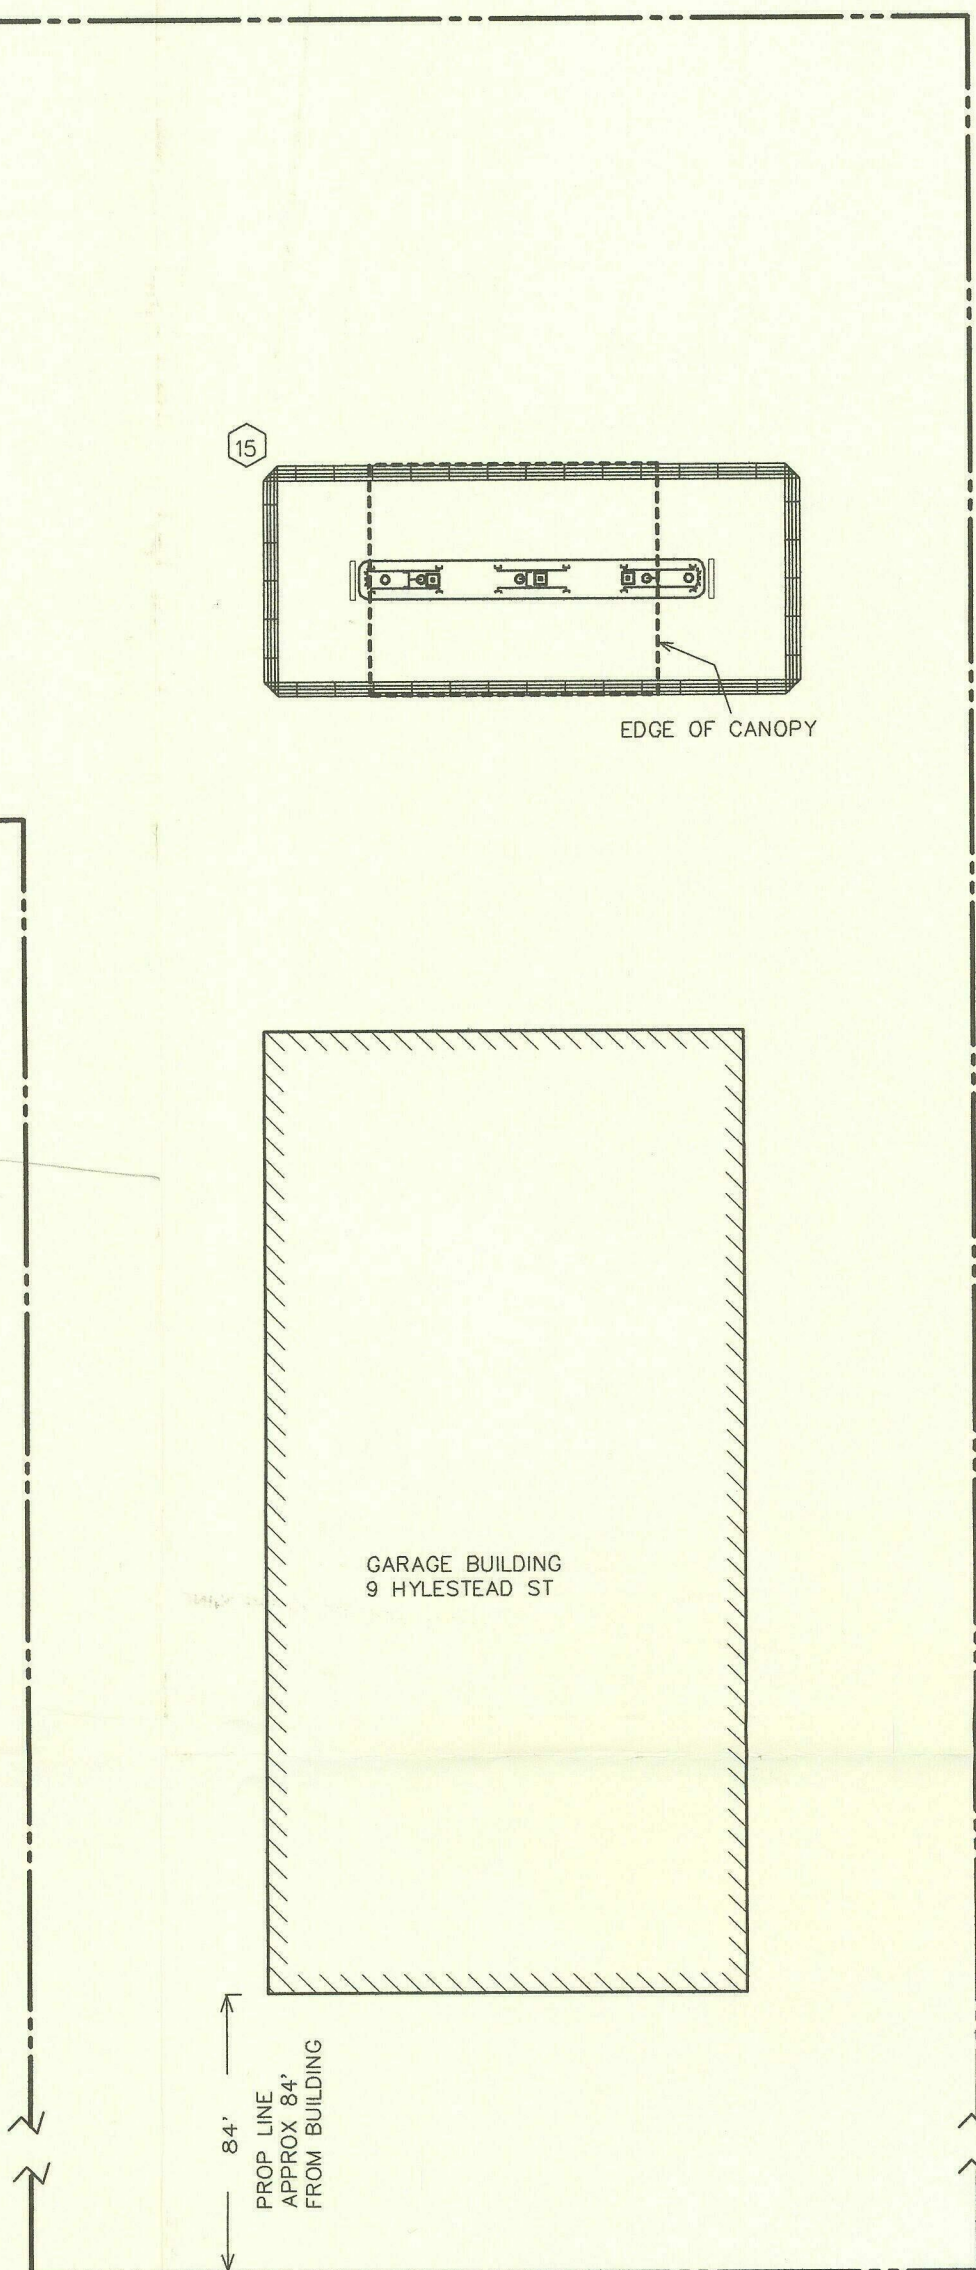 15
EDGE OF CANOPY
GARAGE BUILDING
9 HYLESTEAD ST
84'
PROP LINE
APPROX 84'
FROM BUILDING